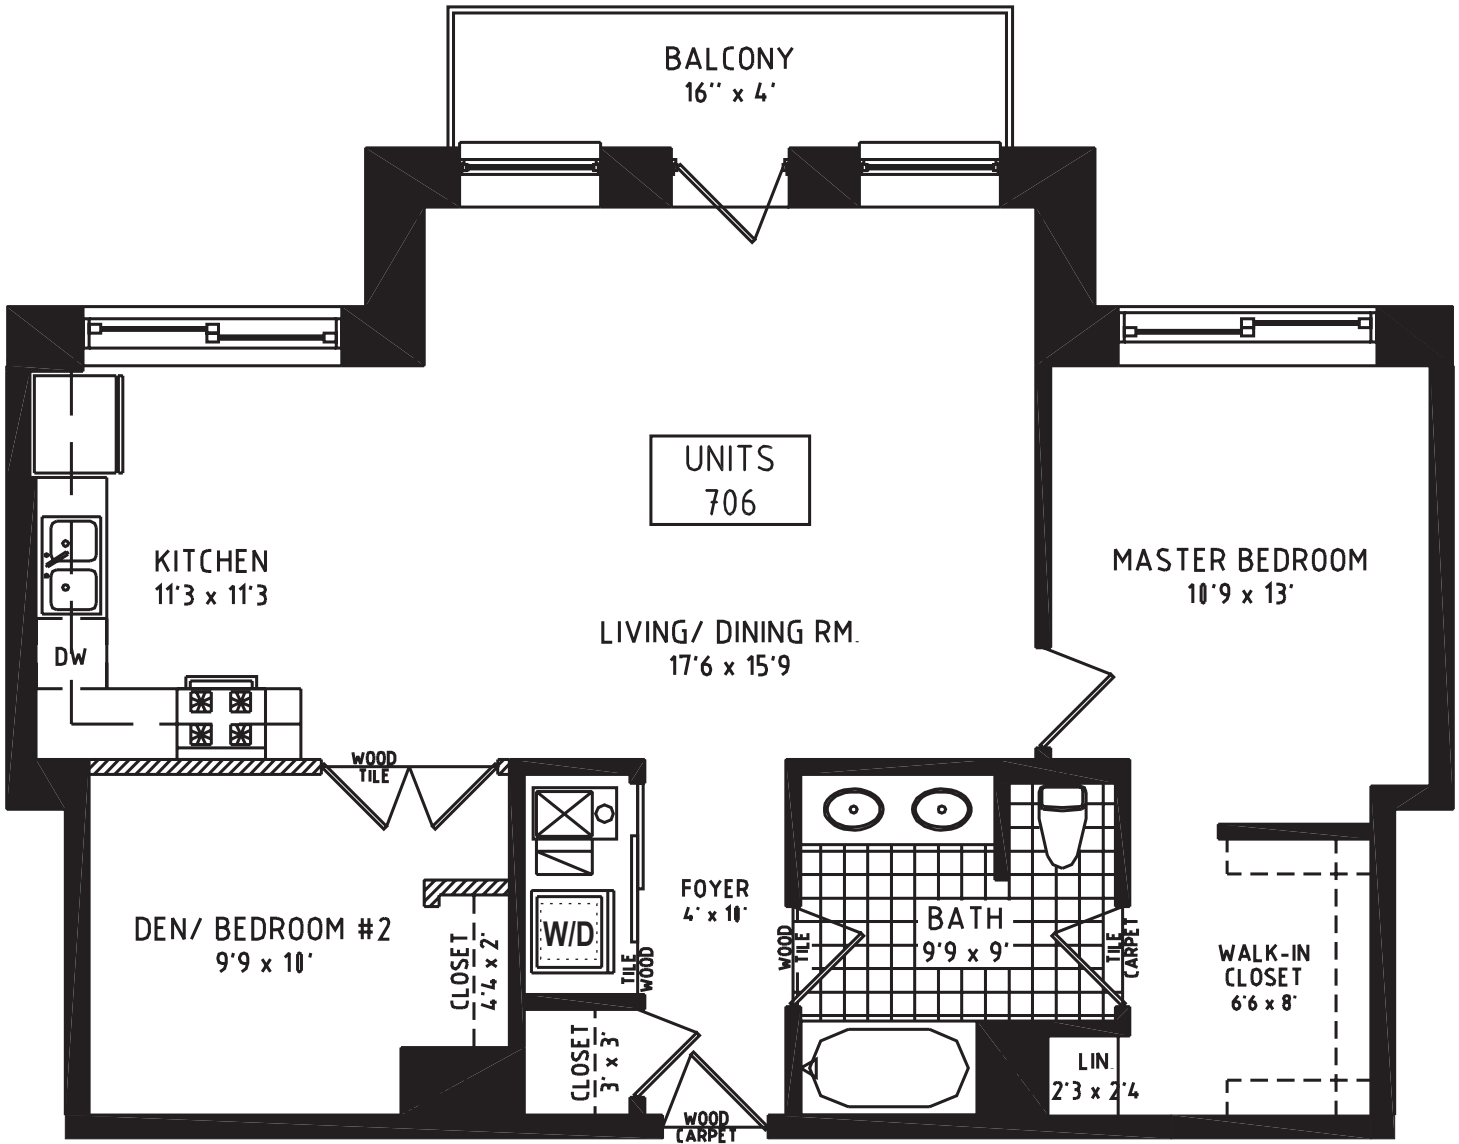 BALCONY
16'' x 4'
UNITS
706
KITCHEN
11'3 x 11'3
MASTER BEDROOM
10'9 x 13'
LIVING/ DINING RM.
17'6 x 15'9
DW
WOOD
TILE
FOYER
4' x 10'
DEN/ BEDROOM #2
9'9 x 10'
CLOSET
4'4 x 2'
W/D
TILE
WOOD
WOOD
TILE
BATH
9'9 x 9'
TILE
CARPET
WALK-IN
CLOSET
6'6 x 8'
CLOSET
3' x 3'
LIN.
2'3 x 2'4
WOOD
CARPET